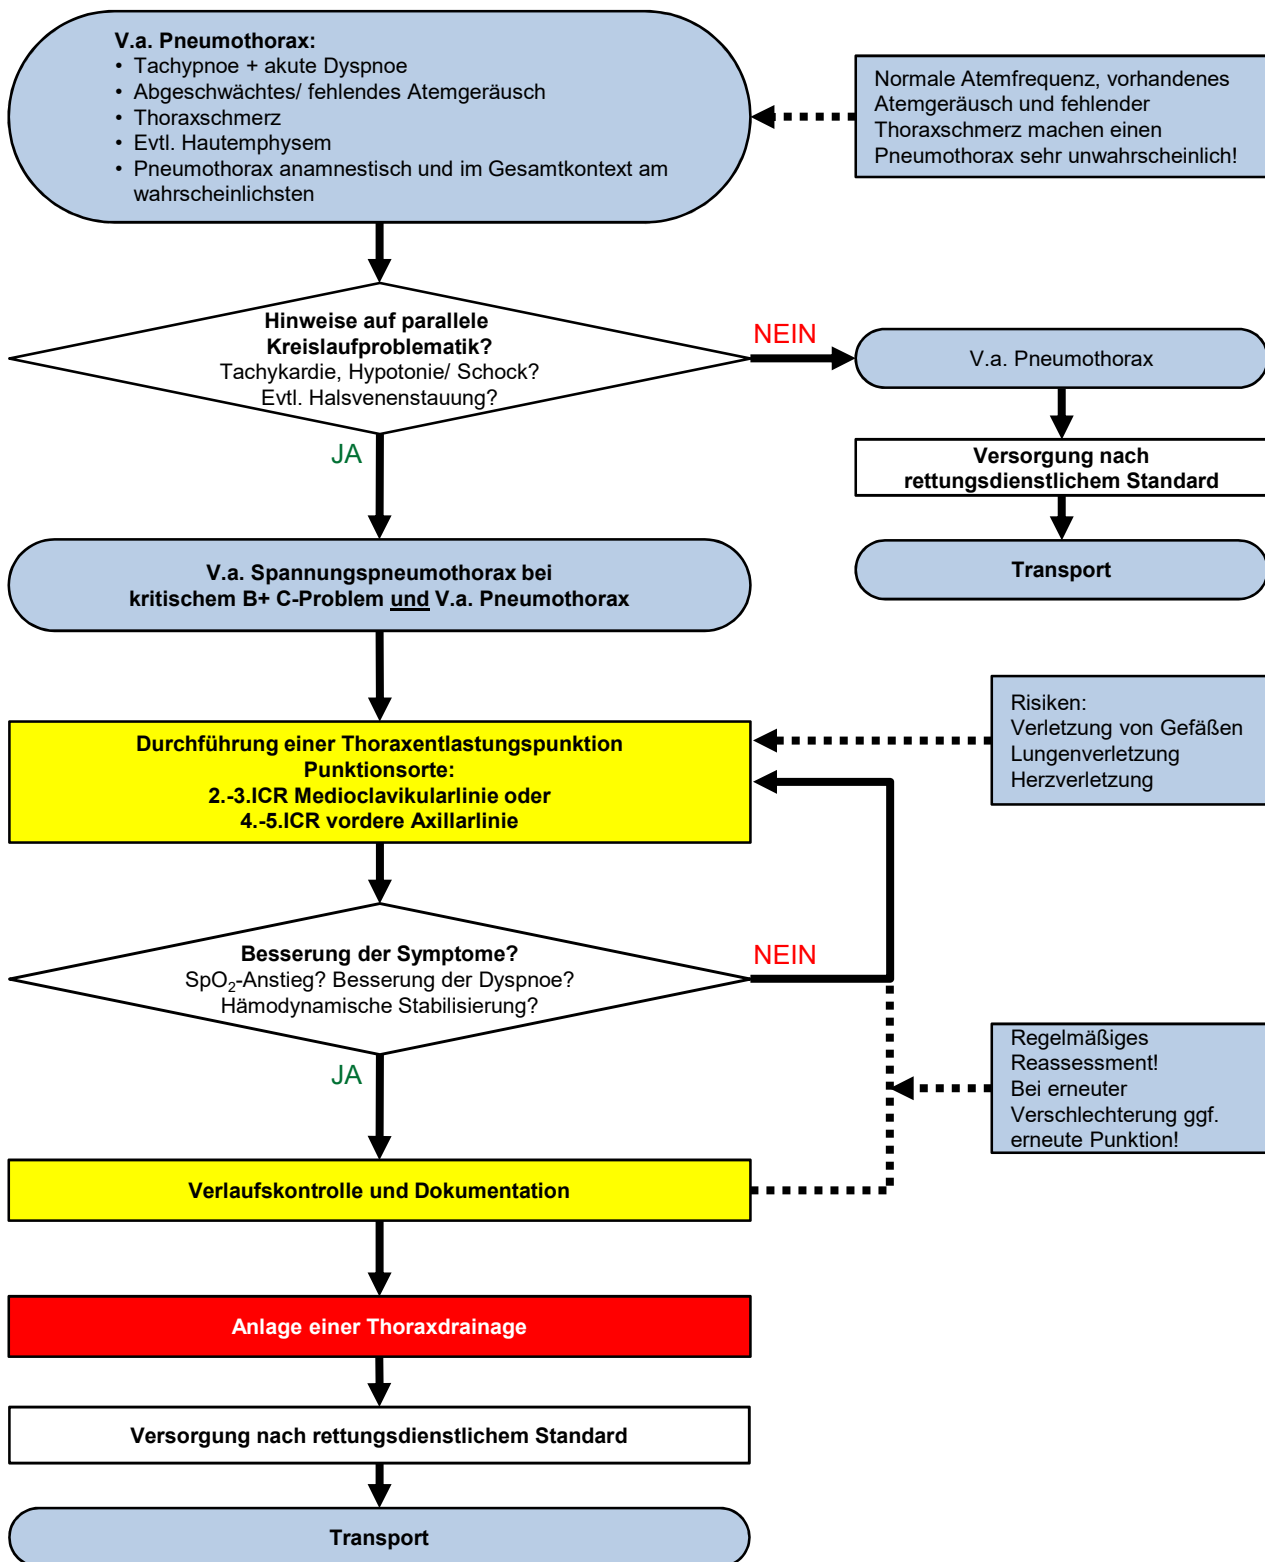 V.a. Pneumothorax:
• Tachypnoe + akute Dyspnoe
• Abgeschwächtes/ fehlendes Atemgeräusch
• Thoraxschmerz
• Evtl. Hautemphysem
• Pneumothorax anamnestisch und im Gesamtkontext am
wahrscheinlichsten
Normale Atemfrequenz, vorhandenes
Atemgeräusch und fehlender
Thoraxschmerz machen einen
Pneumothorax sehr unwahrscheinlich!
Hinweise auf parallele
Kreislaufproblematik?
Tachykardie, Hypotonie/ Schock?
Evtl. Halsvenenstauung?
NEIN
V.a. Pneumothorax
JA
Versorgung nach
rettungsdienstlichem Standard
Transport
V.a. Spannungspneumothorax bei
kritischem B+ C-Problem und V.a. Pneumothorax
Risiken:
Verletzung von Gefäßen
Lungenverletzung
Herzverletzung
Durchführung einer Thoraxentlastungspunktion
Punktionsorte:
2.-3.ICR Medioclavikularlinie oder
4.-5.ICR vordere Axillarlinie
Besserung der Symptome?
SpO₂-Anstieg? Besserung der Dyspnoe?
Hämodynamische Stabilisierung?
NEIN
JA
Regelmäßiges
Reassessment!
Bei erneuter
Verschlechterung ggf.
erneute Punktion!
Verlaufskontrolle und Dokumentation
Anlage einer Thoraxdrainage
Versorgung nach rettungsdienstlichem Standard
Transport